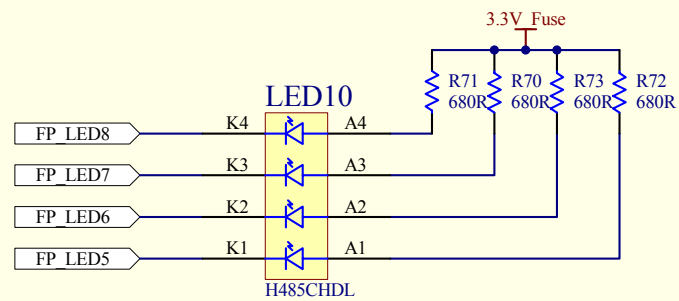 3.3V_Fuse
R71
680R
R70
680R
R73
680R
R72
680R
LED10
FP_LED8
K4
A4
FP_LED7
K3
A3
FP_LED6
K2
A2
FP_LED5
K1
A1
H485CHDL